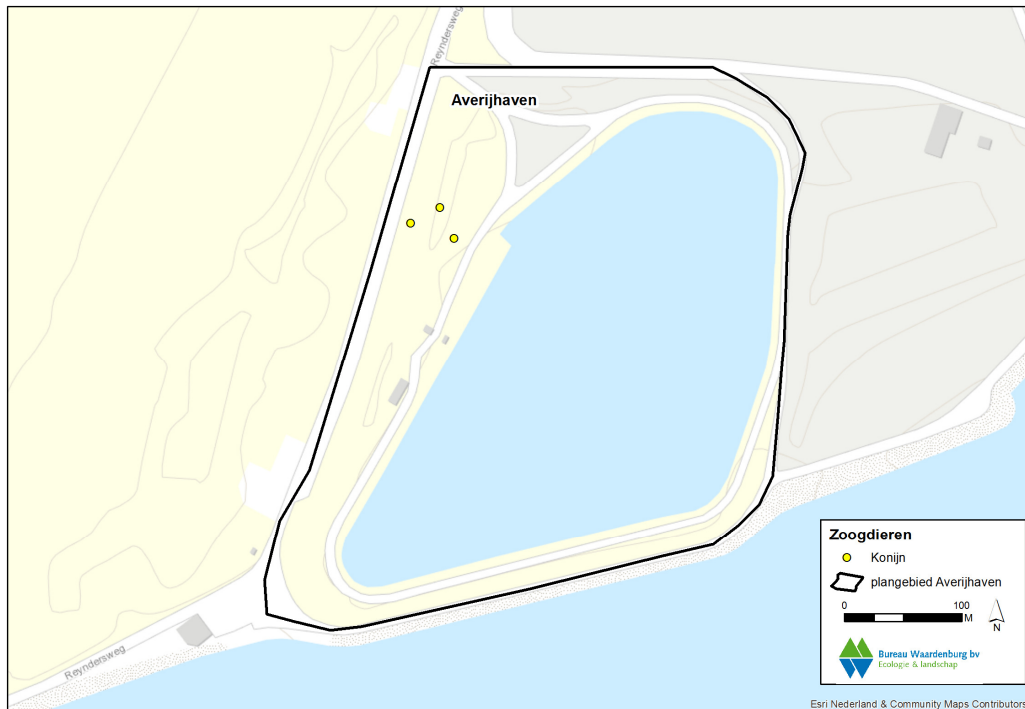 Reyndersweg
Averijhaven
Reyndersweg
Zoogdieren
Konijn
plangebied Averijhaven
0 100
M
N
Bureau Waardenburg bv
Ecologie & landschap
Esri Nederland & Community Maps Contributors